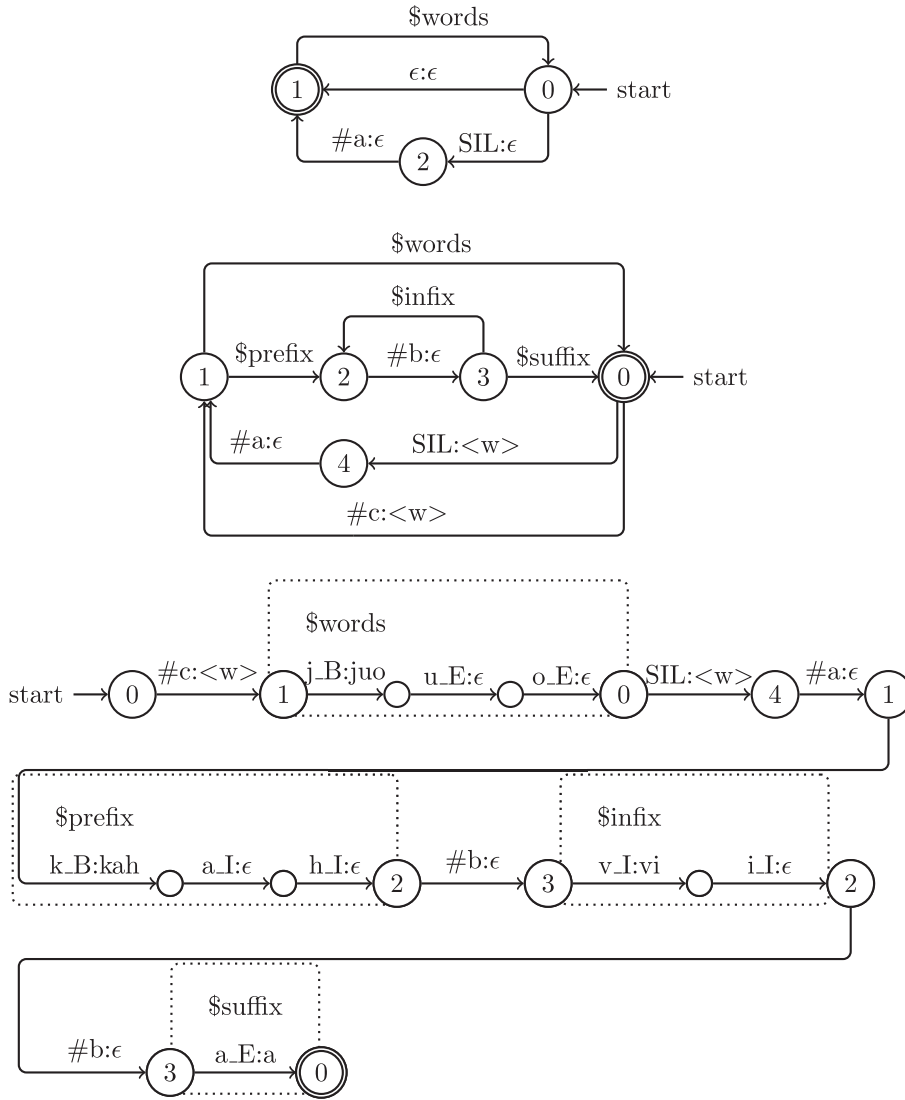 $words
ϵ:ϵ
1 0 start
#a:ϵ 2 SIL:ϵ
$words
$infix
$prefix #b:ϵ $suffix
1 2 3 0 start
#a:ϵ 4 SIL:<w>
#c:<w>
$words
#c:<w> j_B:juo u_E:ϵ o_E:ϵ SIL:<w> #a:ϵ
start 0 1 0 4 1
$prefix $infix
k_B:kah a_I:ϵ h_I:ϵ #b:ϵ v_I:vi i_I:ϵ
2 3 2
$suffix
#b:ϵ a_E:a
3 0